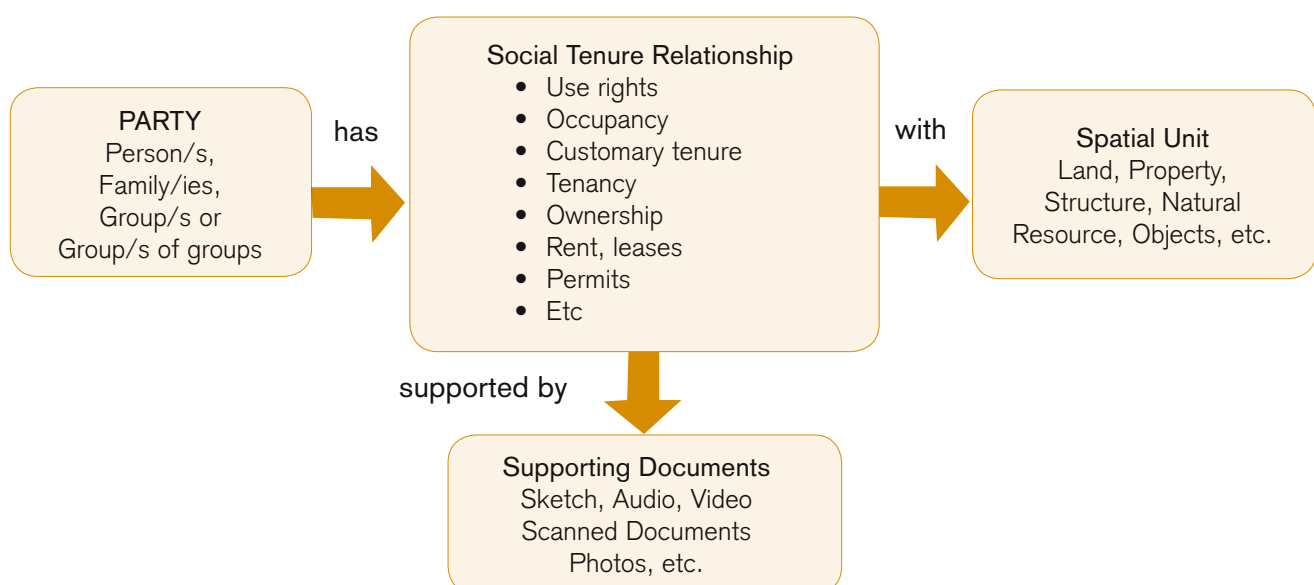 PARTY
Person/s,
Family/ies,
Group/s or
Group/s of groups
has
Social Tenure Relationship
• Use rights
• Occupancy
• Customary tenure
• Tenancy
• Ownership
• Rent, leases
• Permits
• Etc
with
Spatial Unit
Land, Property,
Structure, Natural
Resource, Objects, etc.
supported by
Supporting Documents
Sketch, Audio, Video
Scanned Documents
Photos, etc.